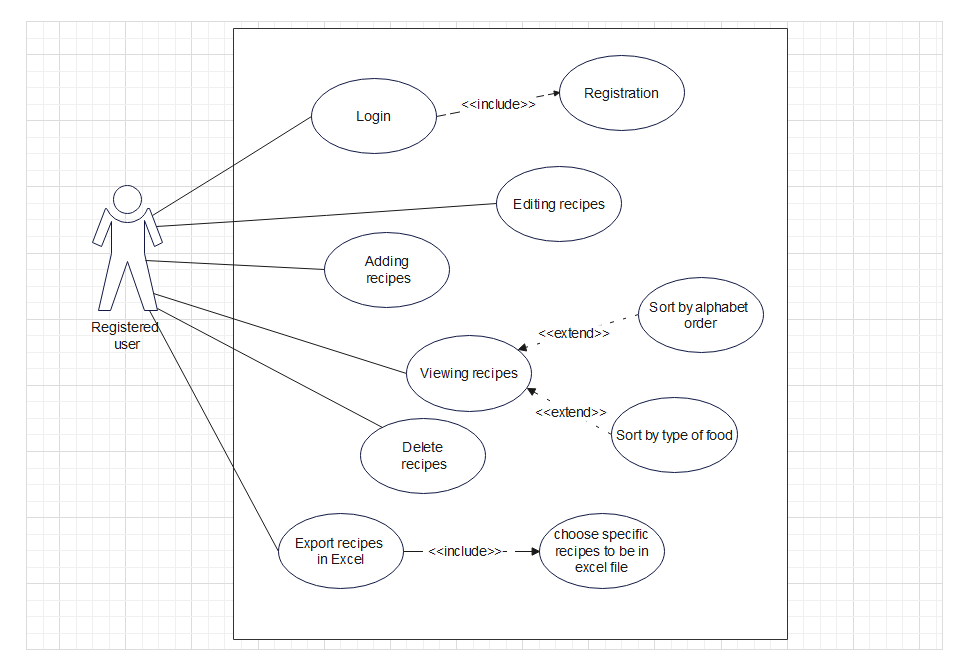 Login
<<include>>
Registration
Editing recipes
Adding
recipes
Registered
user
Sort by alphabet
order
<<extend>>
Viewing recipes
<<extend>>
Sort by type of food
Delete
recipes
Export recipes
in Excel
<<include>>
choose specific
recipes to be in
excel file